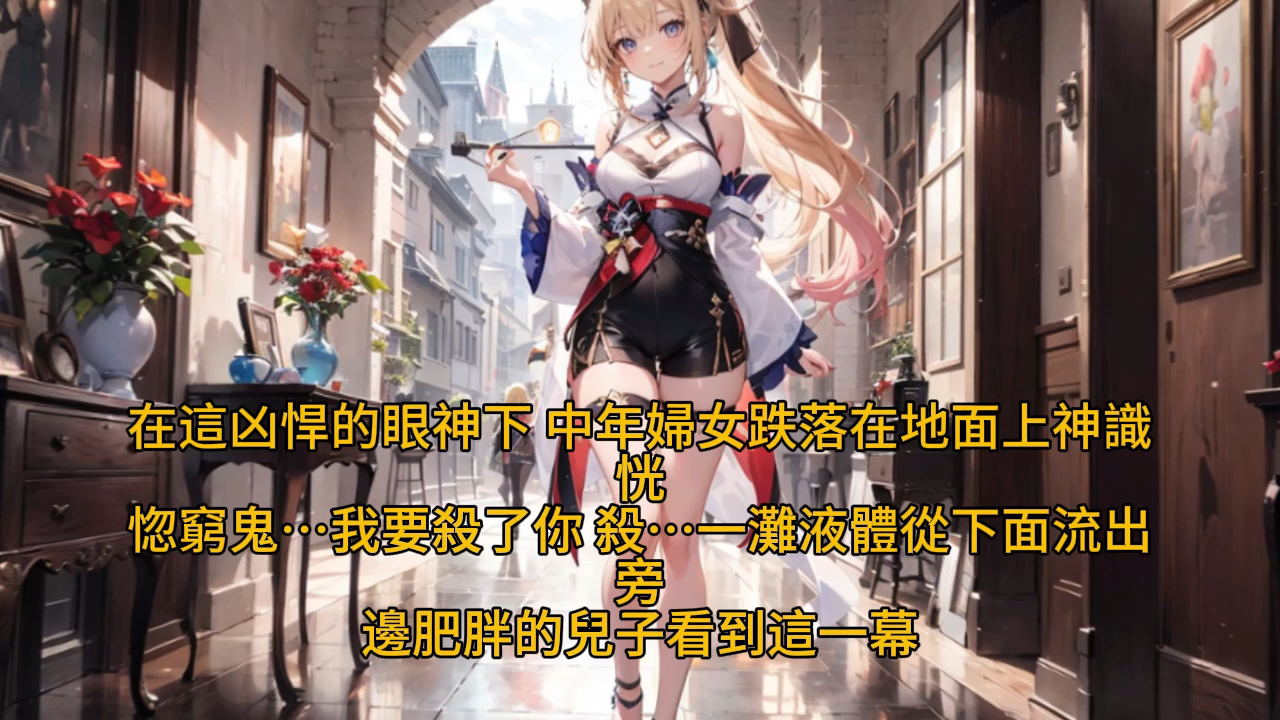 在這凶悍的眼神下 中年婦女跌落在地面上神識
恍
惚窮鬼…我要殺了你 殺…一灘液體從下面流出
旁
邊肥胖的兒子看到這一幕